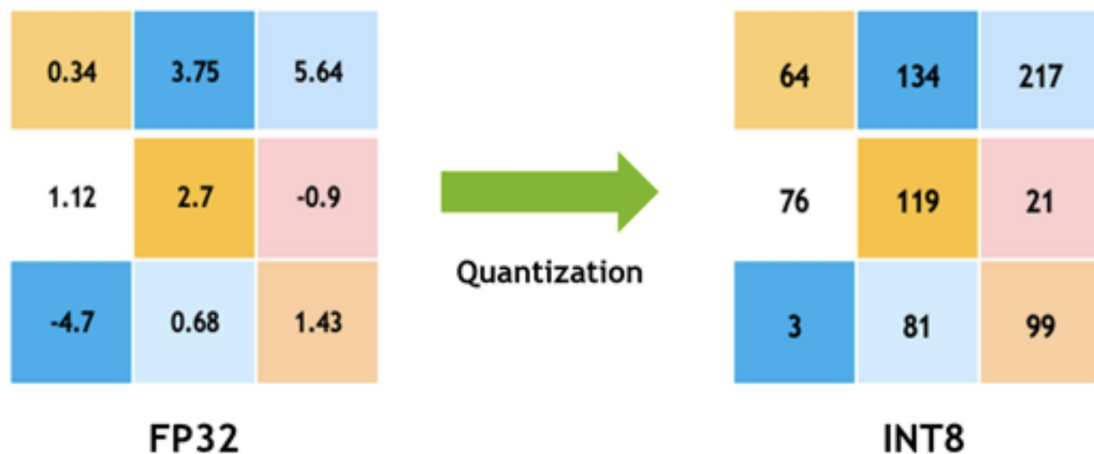 0.34 3.75 5.64 64 134 217
1.12 2.7 -0.9 76 119 21
Quantization
-4.7 0.68 1.43 3 81 99
FP32 INT8